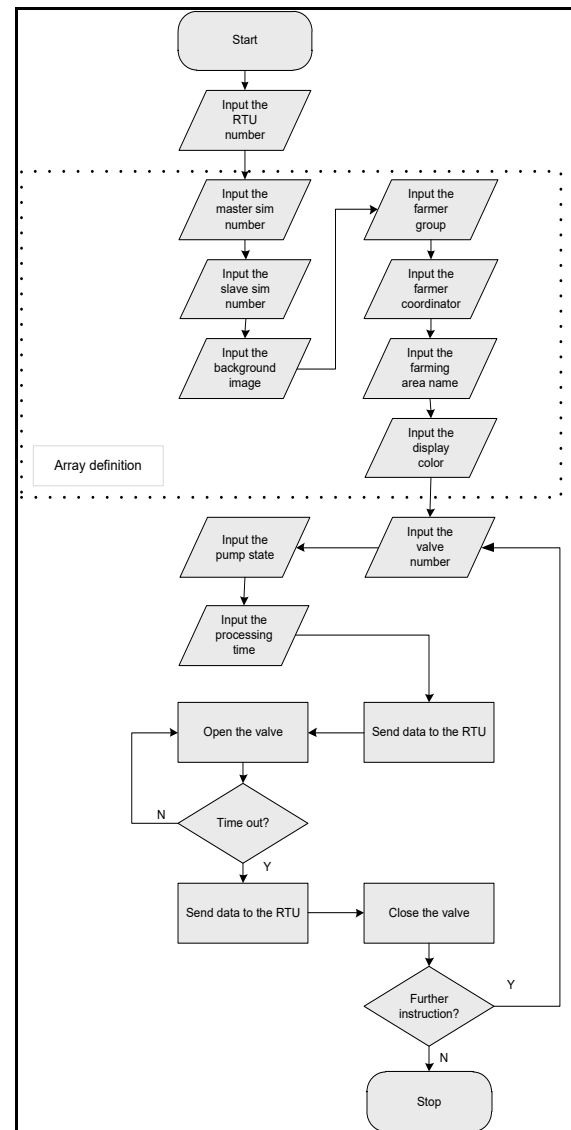 Start
Input the
RTU
number
Input the
master sim
number
Input the
slave sim
number
Input the
background
image
Input the
farmer
group
Input the
farmer
coordinator
Input the
farming
area name
Input the
display
color
Array definition
Input the
valve
number
Input the
pump state
Input the
processing
time
Send data to the RTU
Open the valve
N
Time out?
Y
Send data to the RTU
Close the valve
Further
instruction?
Y
N
Stop